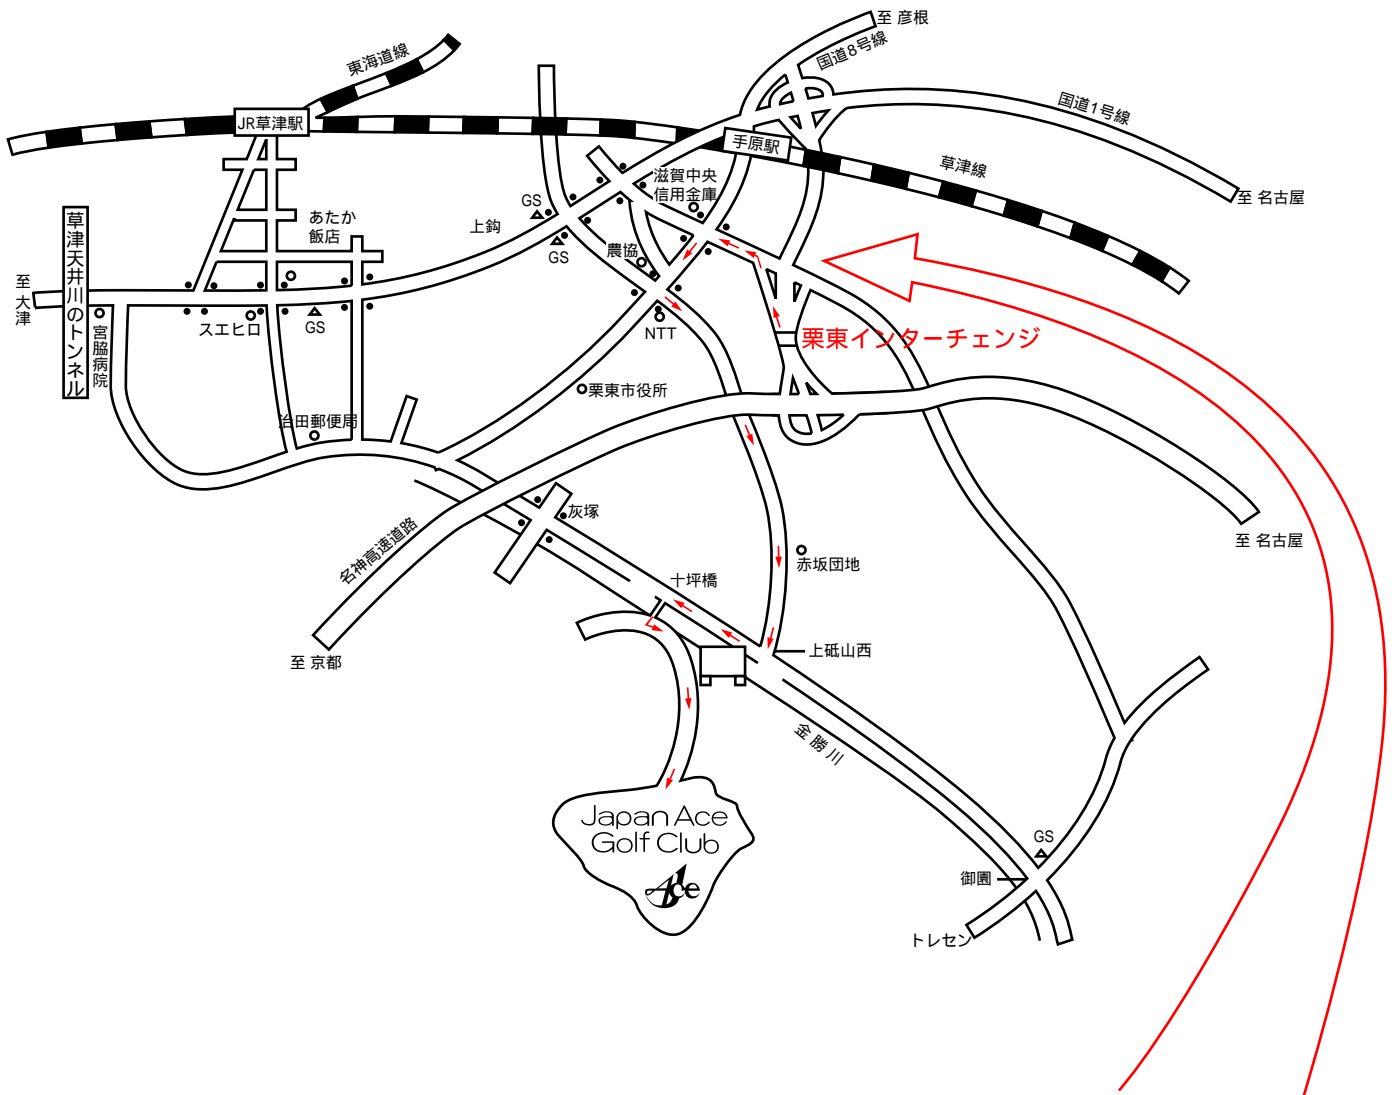 至 彦根
国道8号線
東海道線
国道1号線
JR草津駅
手原駅
草津線
滋賀中央
信用金庫
至 名古屋
GS
上鈎
あたか
飯店
草津天井川のトンネル
農協
GS
至 大津
宮脇病院
スエヒロ
GS
NTT
栗東インターチェンジ
栗東市役所
治田郵便局
灰塚
名神高速道路
至 名古屋
赤坂団地
十坪橋
上砥山西
至 京都
金勝川
Japan Ace
Golf Club
Ace
GS
御園
トレセン